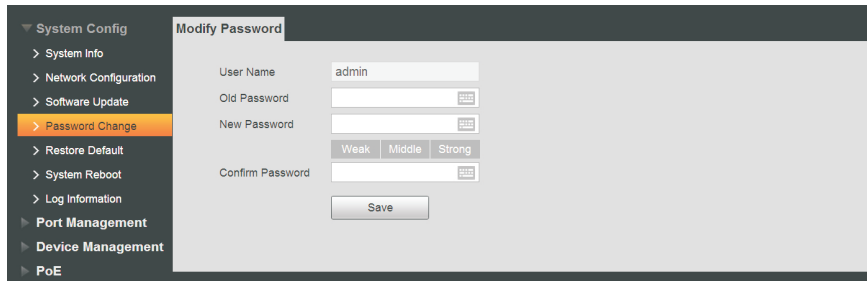 System Config
System Info
Network Configuration
Software Update
Password Change
Restore Default
System Reboot
Log Information
Port Management
Device Management
PoE
Modify Password
User Name admin
Old Password
New Password
Weak Middle Strong
Confirm Password
Save